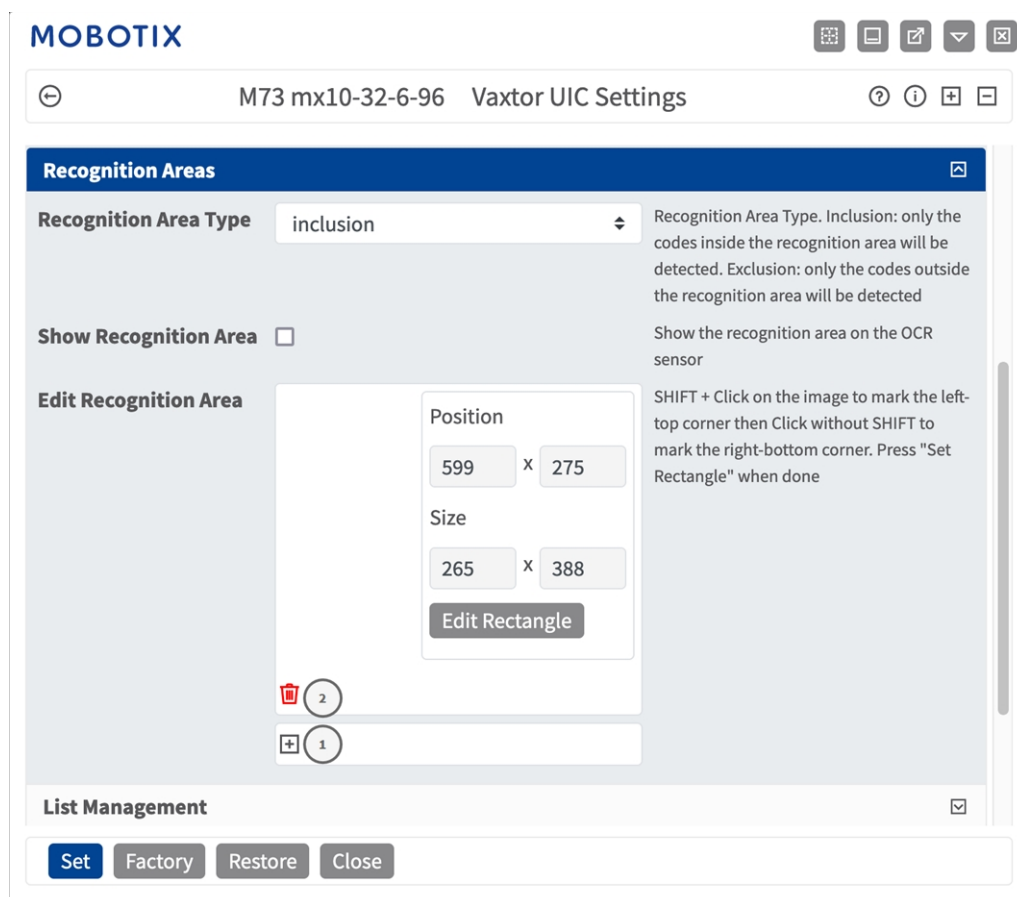 MOBOTIX
M73 mx10-32-6-96 Vaxtor UIC Settings
Recognition Areas
Recognition Area Type
inclusion
Recognition Area Type. Inclusion: only the
codes inside the recognition area will be
detected. Exclusion: only the codes outside
the recognition area will be detected
Show Recognition Area
Show the recognition area on the OCR
sensor
Edit Recognition Area
Position
599 x 275
Size
265 x 388
Edit Rectangle
2
1
SHIFT + Click on the image to mark the left-
top corner then Click without SHIFT to
mark the right-bottom corner. Press "Set
Rectangle" when done
List Management
Set Factory Restore Close